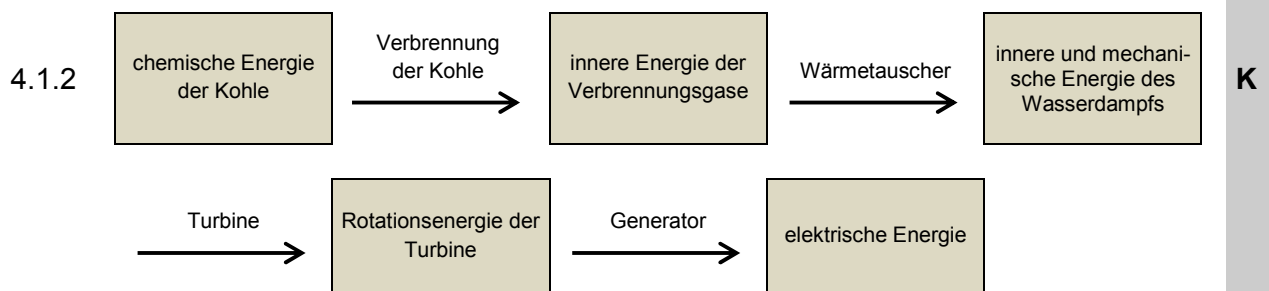 4.1.2
chemische Energie
der Kohle
Verbrennung
der Kohle
innere Energie der
Verbrennungsgase
Wärmetauscher
innere und mechani-
sche Energie des
Wasserdampfs
K
Turbine
Rotationsenergie der
Turbine
Generator
elektrische Energie